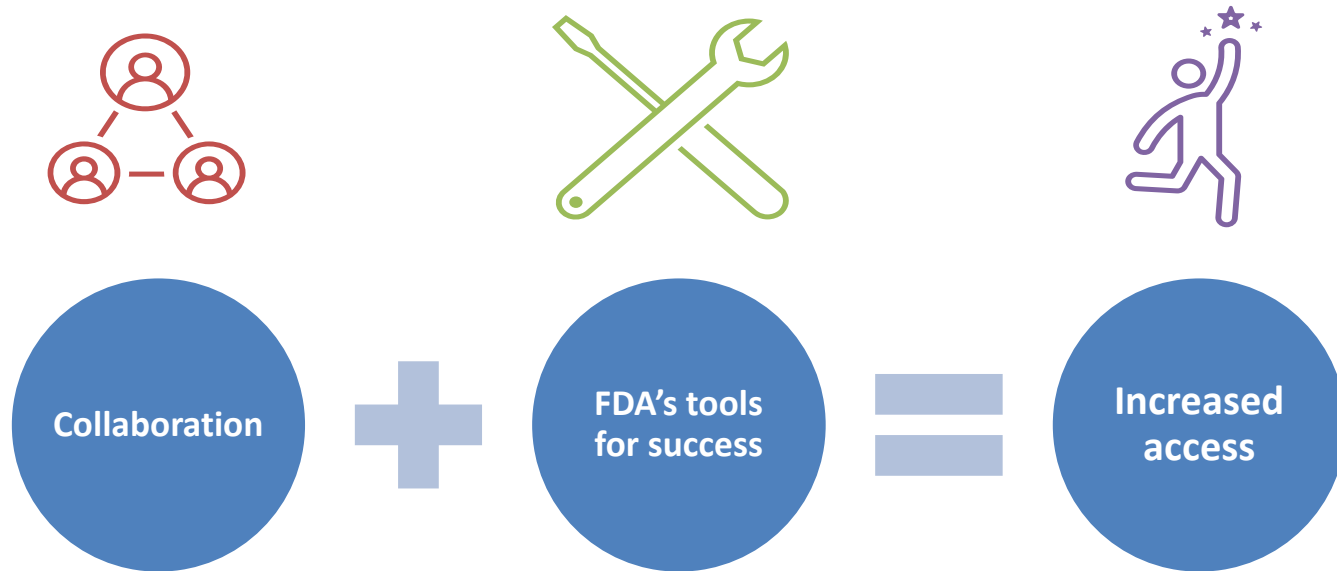 Collaboration
FDA’s tools
for success
Increased
access